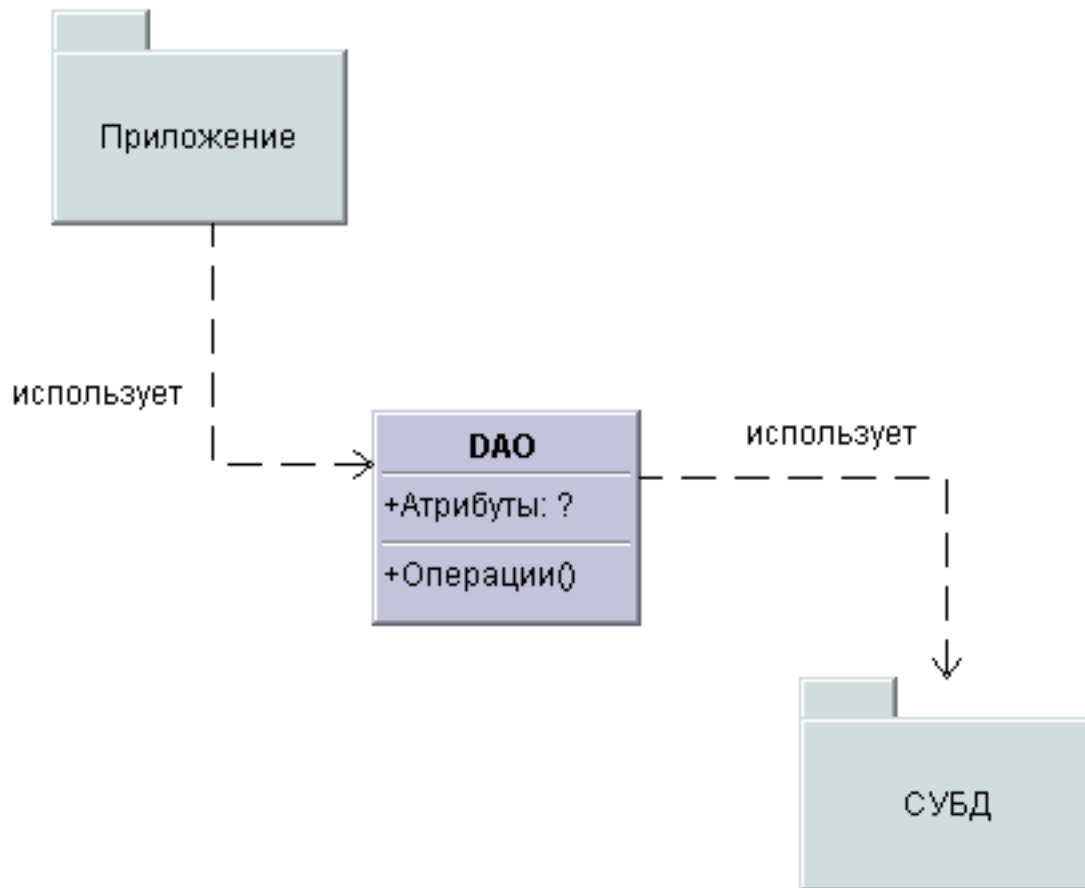 Приложение
использует
DAO
использует
+Атрибуты: ?
+Операции()
СУБД